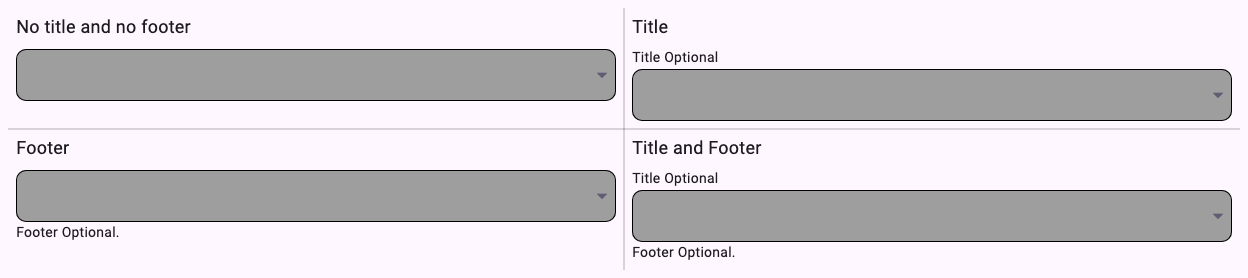 No title and no footer
Title
Title Optional
Footer
Footer Optional.
Title and Footer
Title Optional
Footer Optional.